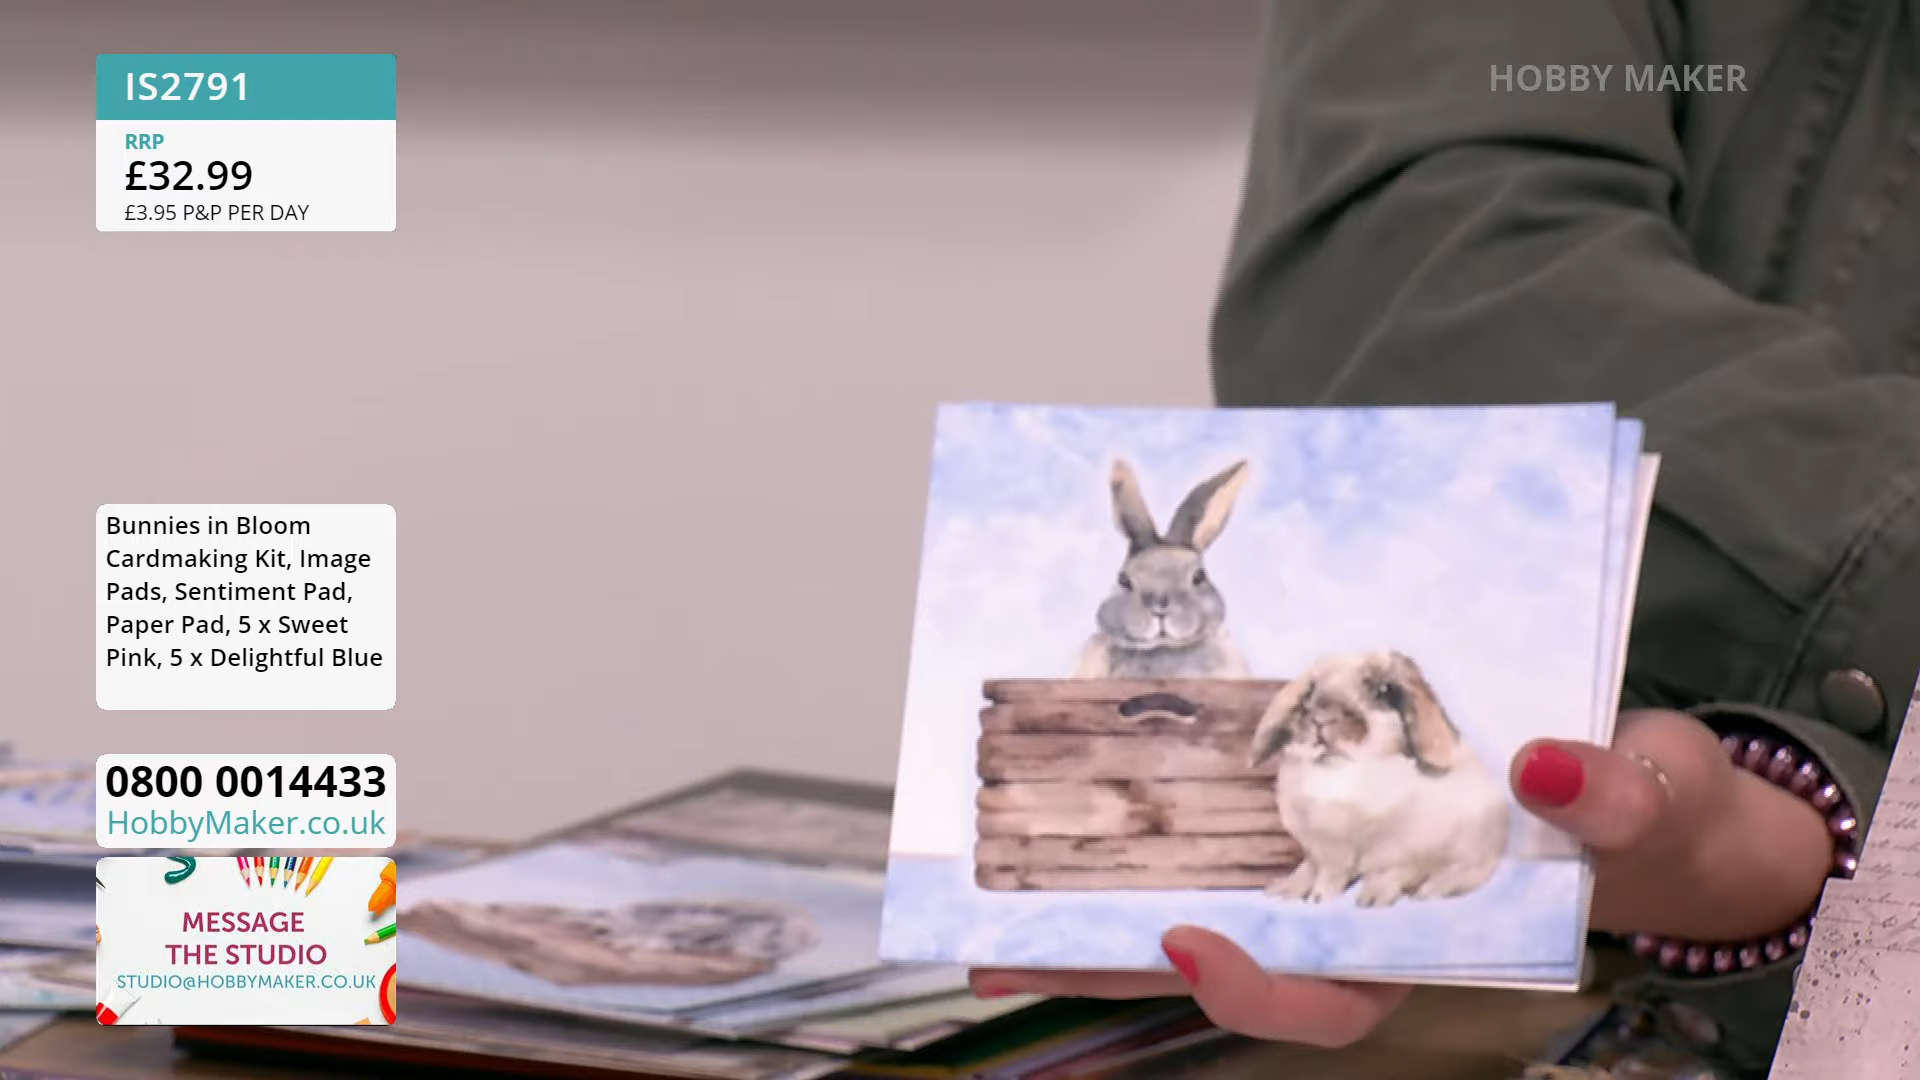 IS2791
RRP
£32.99
£3.95 P&P PER DAY
HOBBY MAKER
Bunnies in Bloom
Cardmaking Kit, Image
Pads, Sentiment Pad,
Paper Pad, 5 x Sweet
Pink, 5 x Delightful Blue
0800 0014433
HobbyMaker.co.uk
MESSAGE
THE STUDIO
STUDIO@HOBBYMAKER.CO.UK